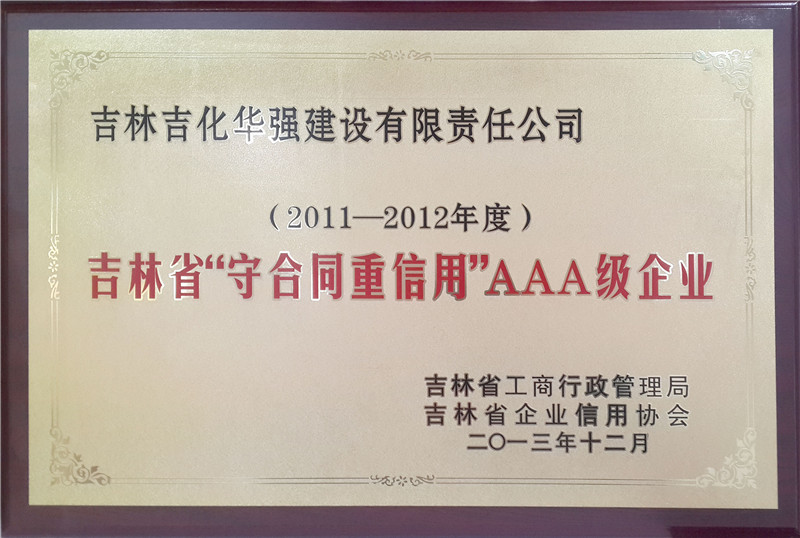 吉林吉化华强建设有限责任公司
（2011—2012年度）
吉林省“守合同重信用”AAA级企业
吉林省工商行政管理局
吉林省企业信用协会
二〇一三年十二月